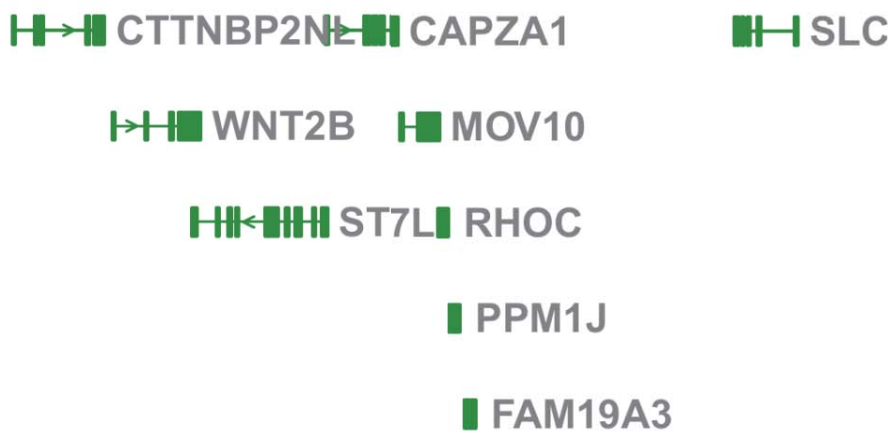 CTTNBP2NL CAPZA1 SLC
WNT2B MOV10
ST7L RHOC
PPM1J
FAM19A3